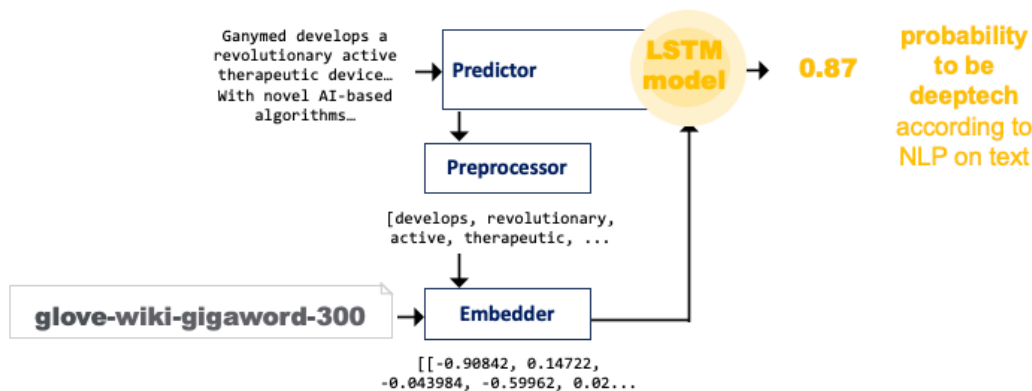 Ganymed develops a
revolutionary active
therapeutic device…
With novel AI-based
algorithms…
Predictor
LSTM
model
0.87
probability
to be
deeptech
according to
NLP on text
Preprocessor
[develops, revolutionary,
active, therapeutic, ...
glove-wiki-gigaword-300
Embedder
[[-0.90842, 0.14722,
-0.043984, -0.59962, 0.02...